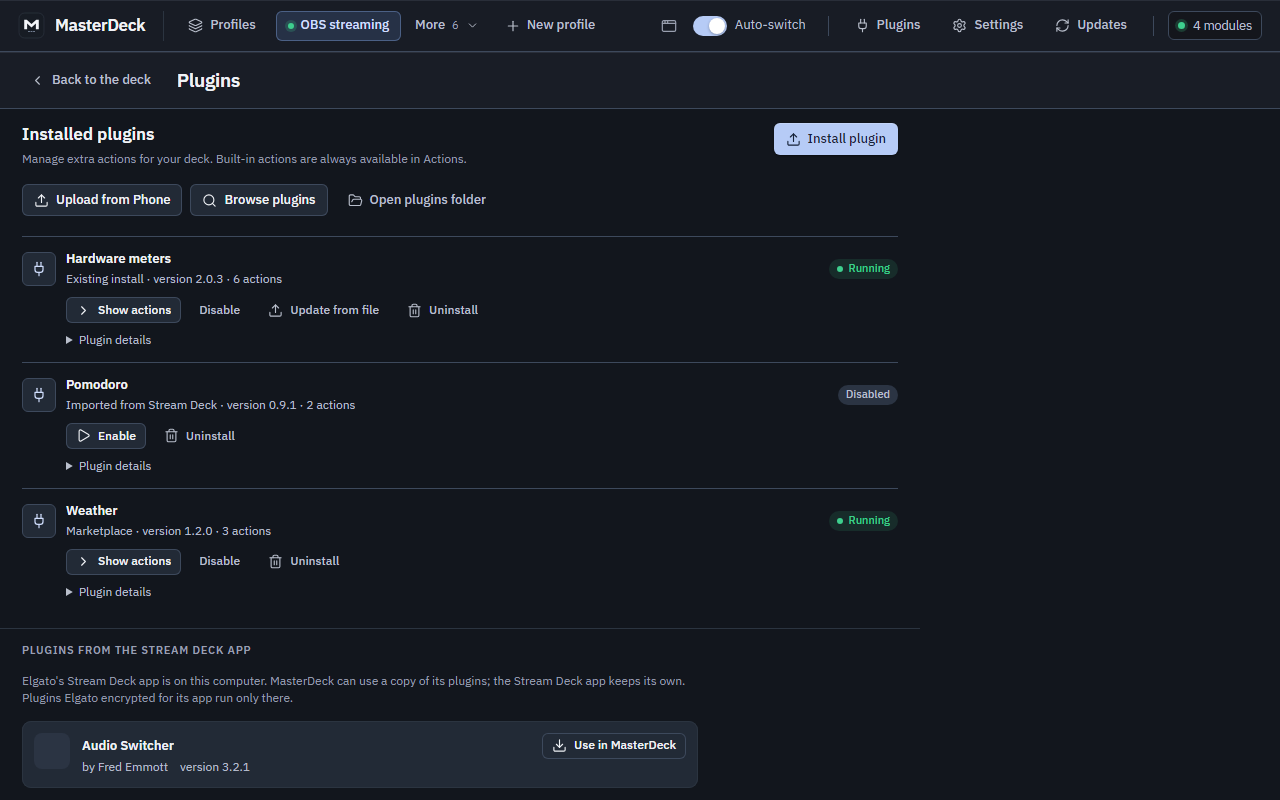 MasterDeck
Profiles
OBS streaming
More 6
New profile
Auto-switch
Plugins
Settings
Updates
4 modules
Back to the deck
Plugins
Installed plugins
Install plugin
Manage extra actions for your deck. Built-in actions are always available in Actions.
Upload from Phone
Browse plugins
Open plugins folder
Hardware meters
Existing install · version 2.0.3 · 6 actions
Running
Show actions
Disable
Update from file
Uninstall
Plugin details
Pomodoro
Imported from Stream Deck · version 0.9.1 · 2 actions
Disabled
Enable
Uninstall
Plugin details
Weather
Marketplace · version 1.2.0 · 3 actions
Running
Show actions
Disable
Uninstall
Plugin details
PLUGINS FROM THE STREAM DECK APP
Elgato's Stream Deck app is on this computer. MasterDeck can use a copy of its plugins; the Stream Deck app keeps its own.
Plugins Elgato encrypted for its app run only there.
Audio Switcher
Use in MasterDeck
by Fred Emmott version 3.2.1